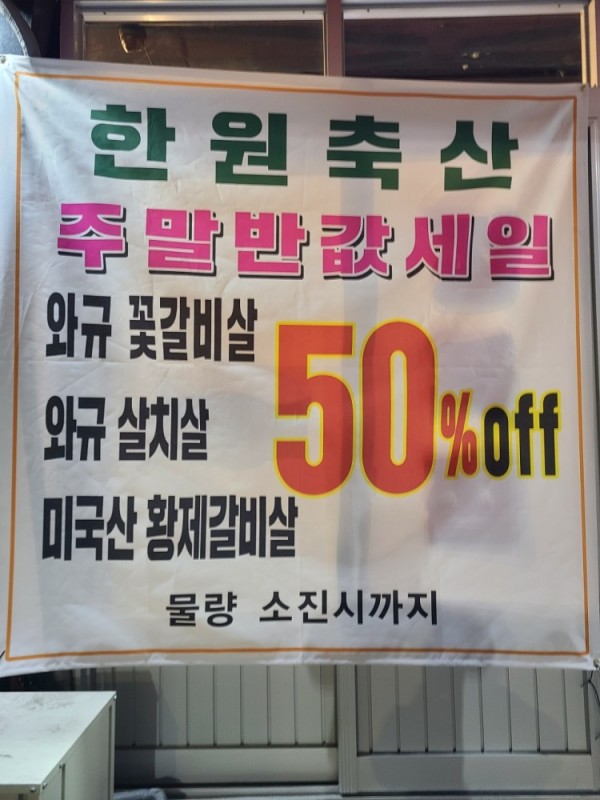 한원축산
주말반값세일
와규 꽃갈비살
와규 살치살
50%off
미국산 황제갈비살
물량 소진시까지